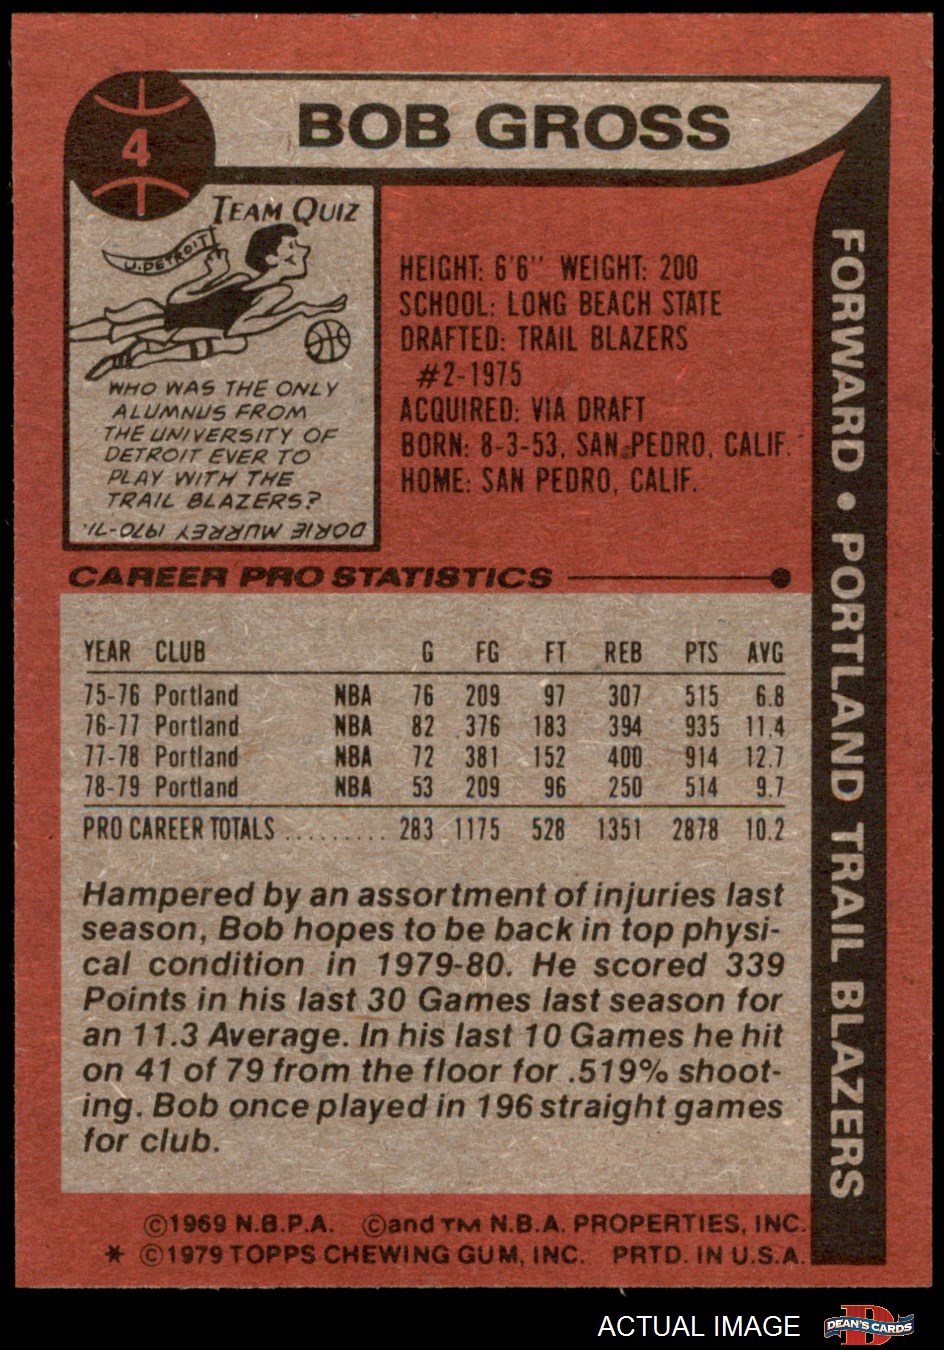 4
BOB GROSS
TEAM QUIZ
U. DETROIT
WHO WAS THE ONLY
ALUMNUS FROM
THE UNIVERSITY OF
DETROIT EVER TO
PLAY WITH THE
TRAIL BLAZERS?
DORIE MURREY 1970-71.
HEIGHT: 6'6" WEIGHT: 200
SCHOOL: LONG BEACH STATE
DRAFTED: TRAIL BLAZERS
#2-1975
ACQUIRED: VIA DRAFT
BORN: 8-3-53, SAN PEDRO, CALIF.
HOME: SAN PEDRO, CALIF.
FORWARD • PORTLAND TRAIL BLAZERS
CAREER PRO STATISTICS
YEAR CLUB G FG FT REB PTS AVG
75-76 Portland NBA 76 209 97 307 515 6.8
76-77 Portland NBA 82 376 183 394 935 11.4
77-78 Portland NBA 72 381 152 400 914 12.7
78-79 Portland NBA 53 209 96 250 514 9.7
PRO CAREER TOTALS ......... 283 1175 528 1351 2878 10.2
Hampered by an assortment of injuries last
season, Bob hopes to be back in top physi-
cal condition in 1979-80. He scored 339
Points in his last 30 Games last season for
an 11.3 Average. In his last 10 Games he hit
on 41 of 79 from the floor for .519% shoot-
ing. Bob once played in 196 straight games
for club.
©1969 N.B.P.A. ©and TM N.B.A. PROPERTIES, INC.
* ©1979 TOPPS CHEWING GUM, INC. PRTD. IN U.S.A.
ACTUAL IMAGE
D
DEAN'S CARDS